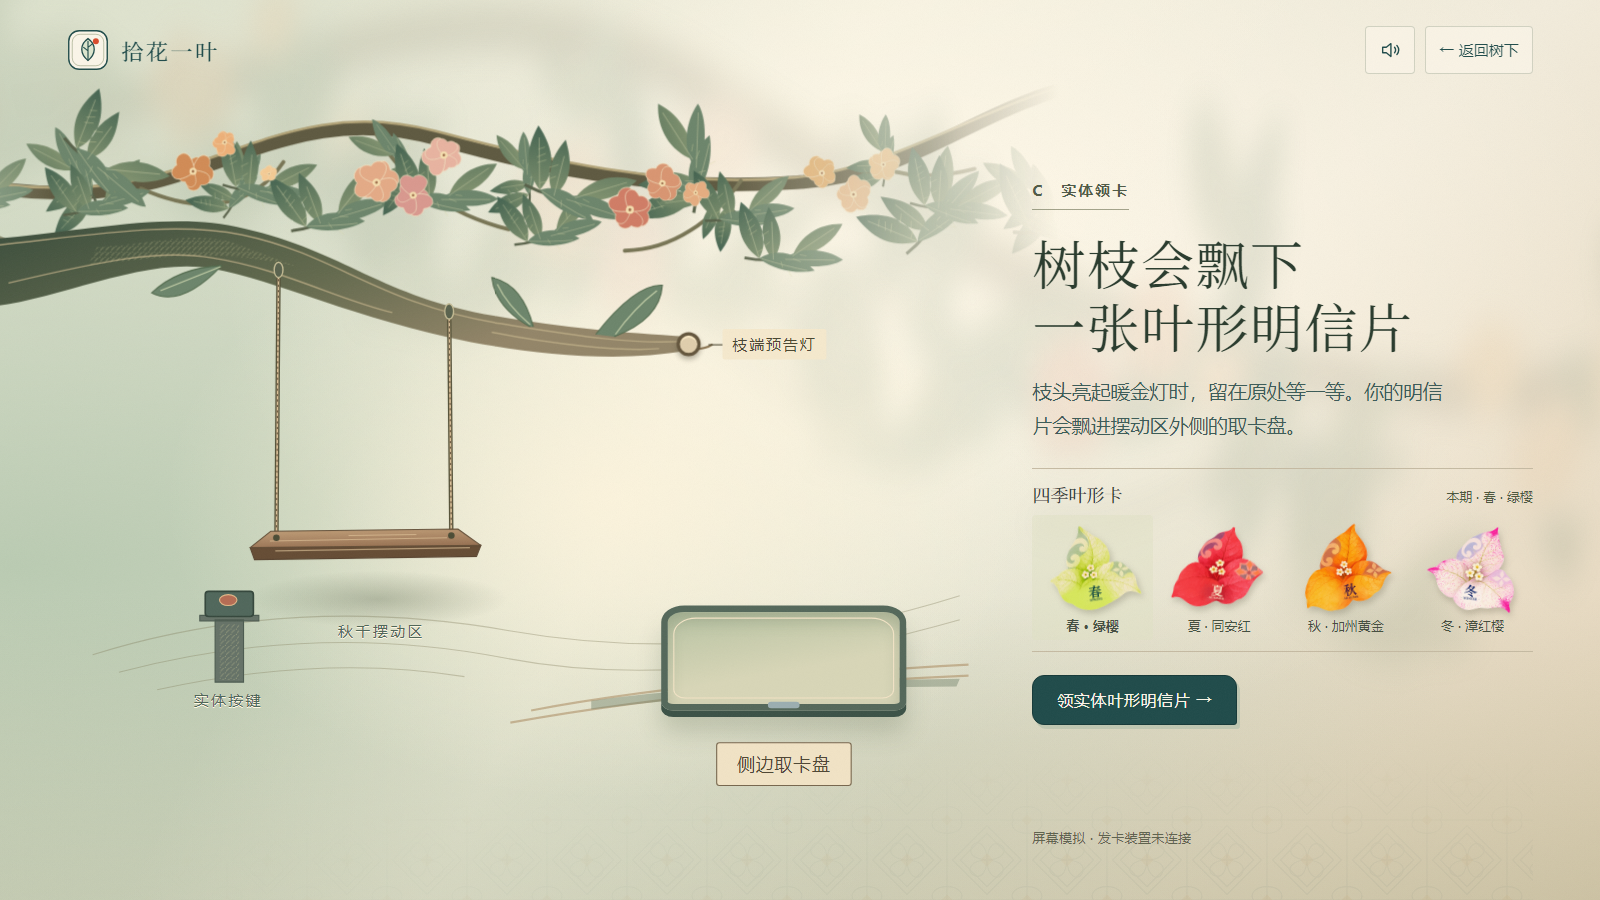 拾花一叶
← 返回树下
C 实体领卡
树枝会飘下
一张叶形明信片
枝端预告灯
枝头亮起暖金灯时，留在原处等一等。你的明信
片会飘进摆动区外侧的取卡盘。
四季叶形卡
本期 · 春 · 绿樱
春
夏
秋
冬
春 · 绿樱
夏 · 同安红
秋 · 加州黄金
冬 · 漳红樱
秋千摆动区
实体按键
领实体叶形明信片 →
侧边取卡盘
屏幕模拟 · 发卡装置未连接